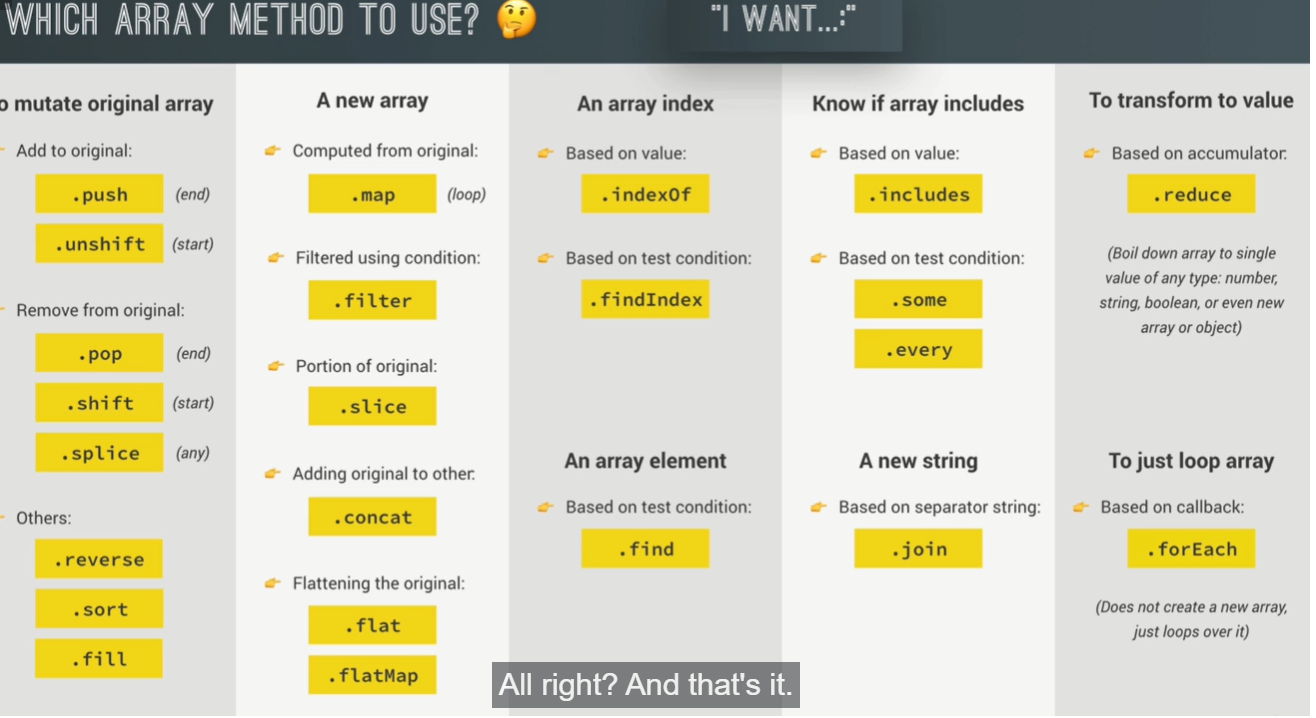 WHICH ARRAY METHOD TO USE? 🤔
"I WANT...:"
o mutate original array
Add to original:
.push (end)
.unshift (start)
Remove from original:
.pop (end)
.shift (start)
.splice (any)
Others:
.reverse
.sort
.fill
A new array
Computed from original:
.map (loop)
Filtered using condition:
.filter
Portion of original:
.slice
Adding original to other:
.concat
Flattening the original:
.flat
.flatMap
An array index
Based on value:
.indexOf
Based on test condition:
.findIndex
An array element
Based on test condition:
.find
Know if array includes
Based on value:
.includes
Based on test condition:
.some
.every
A new string
Based on separator string:
.join
To transform to value
Based on accumulator:
.reduce
(Boil down array to single
value of any type: number,
string, boolean, or even new
array or object)
To just loop array
Based on callback:
.forEach
(Does not create a new array,
just loops over it)
All right? And that's it.